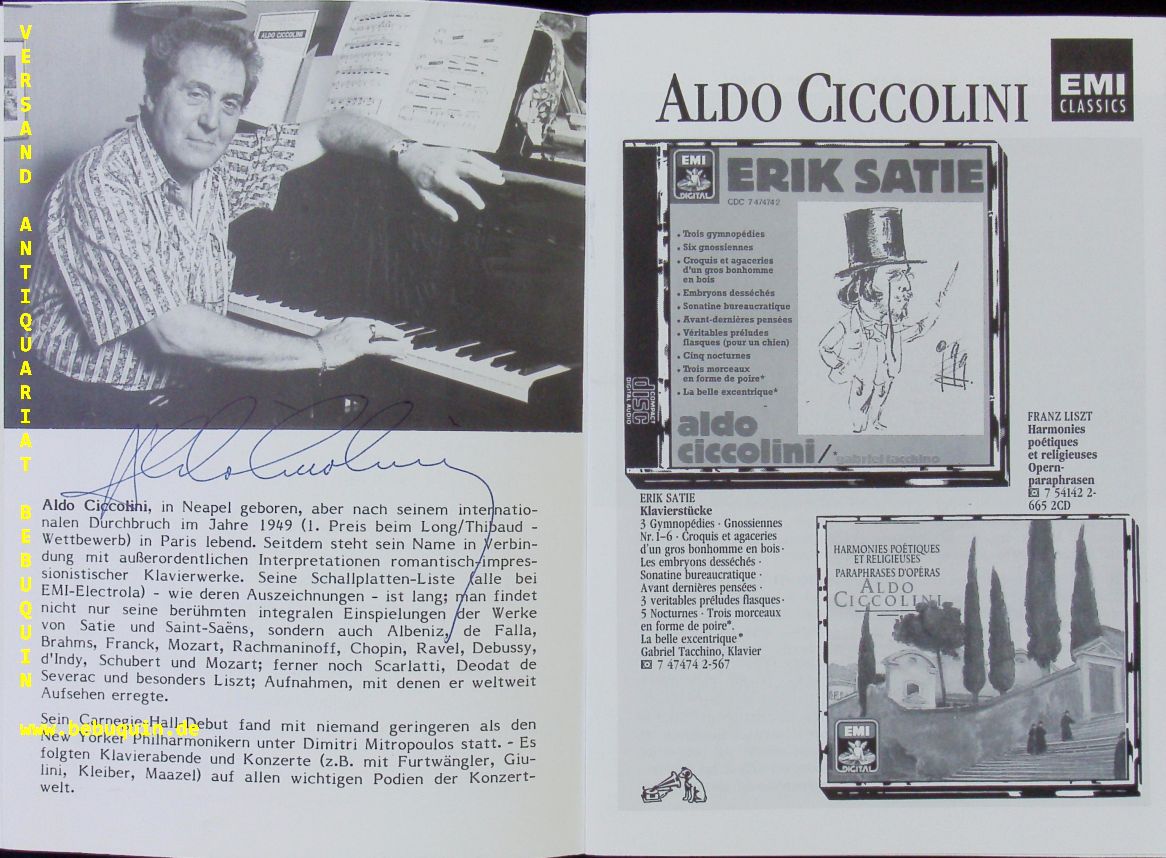 VERSAND ANTIQUARIAT BEBUQUIN
ALDO CICCOLINI
Aldo Ciccolini
Aldo Ciccolini, in Neapel geboren, aber nach seinem internatio-
nalen Durchbruch im Jahre 1949 (1. Preis beim Long/Thibaud -
Wettbewerb) in Paris lebend. Seitdem steht sein Name in Verbin-
dung mit außerordentlichen Interpretationen romantisch-impres-
sionistischer Klavierwerke. Seine Schallplatten-Liste (alle bei
EMI-Electrola) - wie deren Auszeichnungen - ist lang; man findet
nicht nur seine berühmten integralen Einspielungen der Werke
von Satie und Saint-Saëns, sondern auch Albeniz, de Falla,
Brahms, Franck, Mozart, Rachmaninoff, Chopin, Ravel, Debussy,
d'Indy, Schubert und Mozart; ferner noch Scarlatti, Deodat de
Severac und besonders Liszt; Aufnahmen, mit denen er weltweit
Aufsehen erregte.
Sein Carnegie-Hall-Debut fand mit niemand geringeren als den
www.bebuquin.de
New Yorker Philharmonikern unter Dimitri Mitropoulos statt. - Es
folgten Klavierabende und Konzerte (z.B. mit Furtwängler, Giu-
lini, Kleiber, Maazel) auf allen wichtigen Podien der Konzert-
welt.
ALDO CICCOLINI
EMI
CLASSICS
EMI
DIGITAL
ERIK SATIE
CDC 7 47474 2
• Trois gymnopédies
• Six gnossiennes
• Croquis et agaceries
d'un gros bonhomme
en bois
• Embryons desséchés
• Sonatine bureaucratique
• Avant-dernières pensées
• Véritables préludes
flasques (pour un chien)
• Cinq nocturnes
• Trois morceaux
en forme de poire*
• La belle excentrique*
COMPACT
disc
DIGITAL AUDIO
aldo
ciccolini/*gabriel tacchino
FRANZ LISZT
Harmonies
poétiques
et religieuses
Opern-
paraphrasen
7 54142 2-
665 2CD
ERIK SATIE
Klavierstücke
3 Gymnopédies · Gnossiennes
Nr. 1–6 · Croquis et agaceries
d'un gros bonhomme en bois·
Les embryons desséchés ·
Sonatine bureaucratique ·
Avant dernières pensées ·
3 veritables préludes flasques·
5 Nocturnes · Trois morceaux
en forme de poire*.
La belle excentrique*
Gabriel Tacchino, Klavier
7 47474 2-567
HARMONIES POÉTIQUES
ET RELIGIEUSES
PARAPHRASES D'OPÉRAS
ALDO
CICCOLINI
EMI
DIGITAL